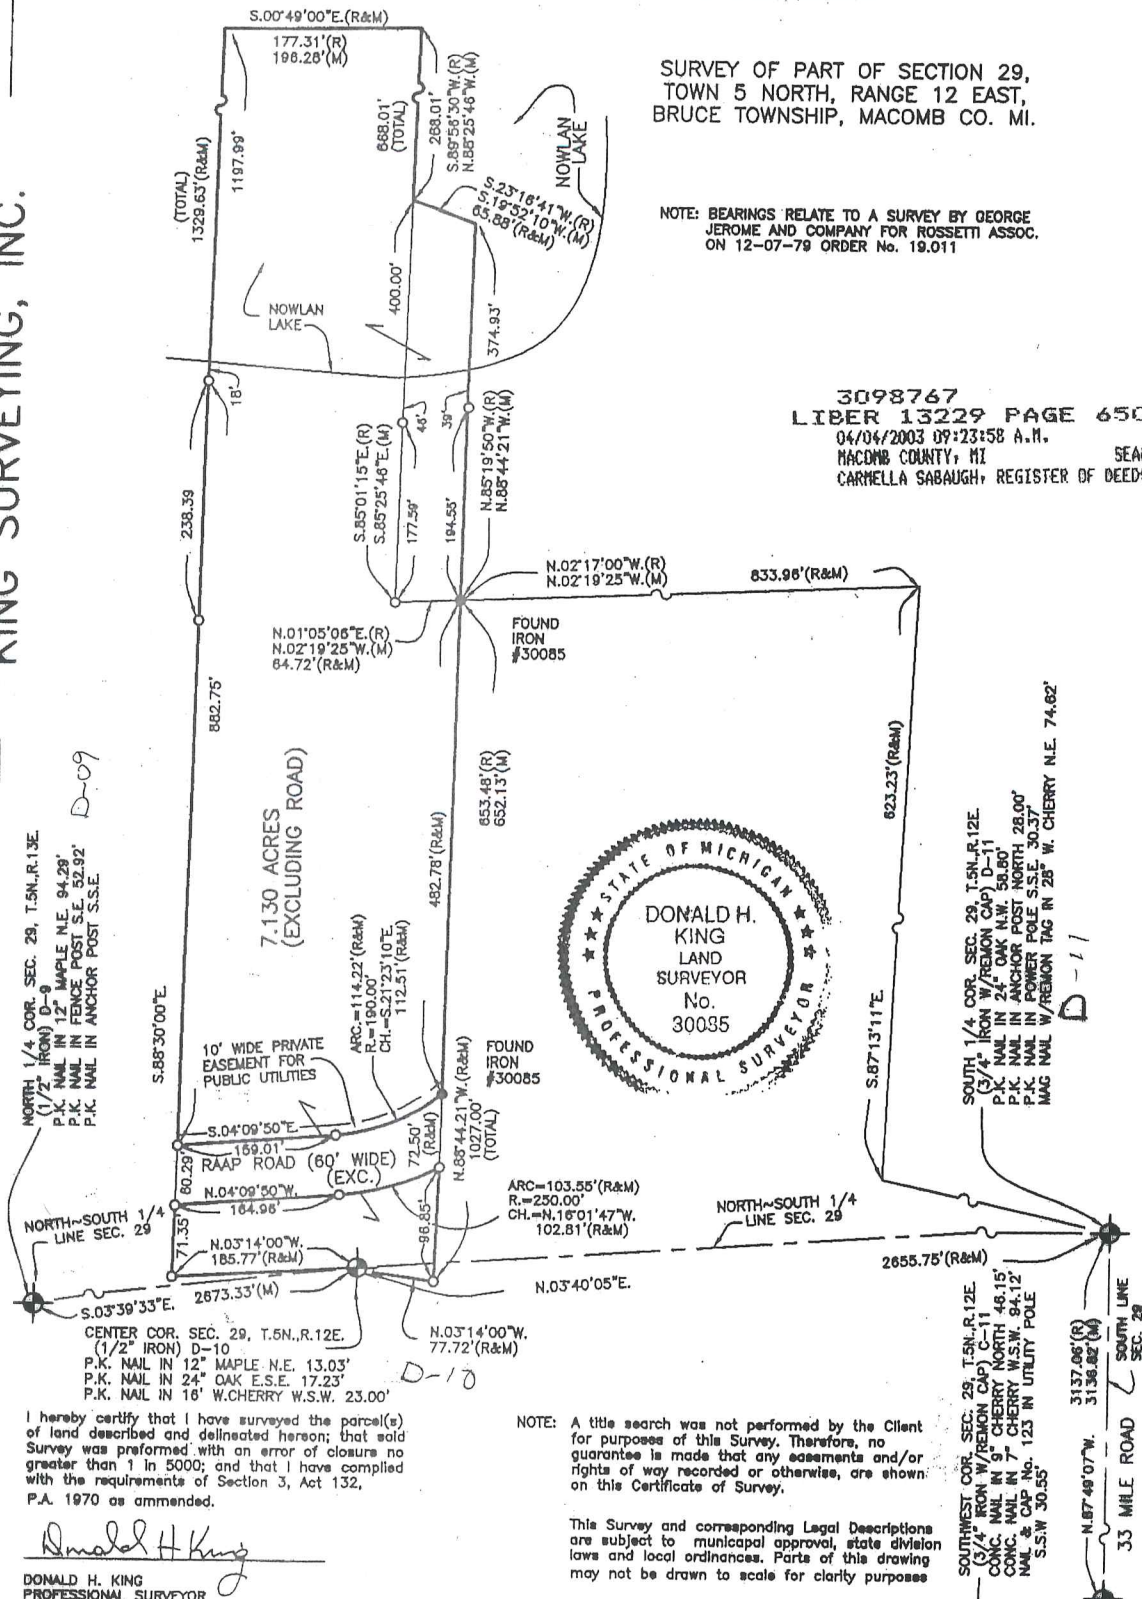 KING SURVEYING, INC.
S.00°49'00"E.(R&M)
177.31'(R)
196.28'(M)
SURVEY OF PART OF SECTION 29,
TOWN 5 NORTH, RANGE 12 EAST,
BRUCE TOWNSHIP, MACOMB CO. MI.
NOTE: BEARINGS RELATE TO A SURVEY BY GEORGE
JEROME AND COMPANY FOR ROSSETTI ASSOC.
ON 12-07-79 ORDER No. 19.011
(TOTAL)
1329.63'(R&M)
1197.99'
668.01'
(TOTAL)
268.01'
S.89°56'30"W.(R)
N.88°25'46"W.(M)
S.23°16'41"W.(R)
S.19°52'10"W.(M)
65.88'(R&M)
NOWLAN
LAKE
NOWLAN
LAKE
400.00'
374.93'
18'
46'
39'
3098767
LIBER 13229 PAGE 650
04/04/2003 09:23:58 A.M.
MACOMB COUNTY, MI SEA
CARMELLA SABAUGH, REGISTER OF DEEDS
238.39
S.85°01'15"E.(R)
S.85°25'46"E.(M)
177.59'
194.55'
N.85°19'50"W.(R)
N.88°44'21"W.(M)
N.02°17'00"W.(R)
N.02°19'25"W.(M)
833.96'(R&M)
N.01°05'06"E.(R)
N.02°19'25"W.(M)
64.72'(R&M)
FOUND
IRON
#30085
882.75'
653.48'(R)
652.13'(M)
623.23'(R&M)
7.130 ACRES
(EXCLUDING ROAD)
482.78'(R&M)
D-09
NORTH 1/4 COR. SEC. 29, T.5N.,R.13E.
(1/2" IRON) D-9
P.K. NAIL IN 12" MAPLE N.E. 94.29'
P.K. NAIL IN FENCE POST S.E. 52.92'
P.K. NAIL IN ANCHOR POST S.S.E.
STATE OF MICHIGAN
DONALD H.
KING
LAND
SURVEYOR
No.
30085
PROFESSIONAL SURVEYOR
SOUTH 1/4 COR. SEC. 29, T.5N.,R.12E.
(3/4" IRON W/REMON CAP) D-11
P.K. NAIL IN 24" OAK N.W. 58.60'
P.K. NAIL IN ANCHOR POST NORTH 28.00'
P.K. NAIL IN POWER POLE S.S.E. 30.37'
MAG NAIL W/REMON TAG IN 28" W. CHERRY N.E. 74.62'
D-11
S.88°30'00"E.
ARC.=114.22'(R&M)
R.=190.00'
CH.=S.21°23'10"E.
112.51'(R&M)
10' WIDE PRIVATE
EASEMENT FOR
PUBLIC UTILITIES
FOUND
IRON
#30085
S.87°13'11"E.
S.04°09'50"E.
159.01'
RAAP ROAD (60' WIDE)
(EXC.)
60.29'
72.50'
(R&M)
N.88°44'21"W.(R&M)
1027.00'
(TOTAL)
N.04°09'50"W.
164.96'
ARC=103.55'(R&M)
R.=250.00'
CH.=N.16°01'47"W.
102.81'(R&M)
NORTH~SOUTH 1/4
LINE SEC. 29
NORTH~SOUTH 1/4
LINE SEC. 29
71.35'
N.03°14'00"W.
185.77'(R&M)
96.85'
2655.75'(R&M)
S.03°39'33"E.
2673.33'(M)
N.03°40'05"E.
N.03°14'00"W.
77.72'(R&M)
CENTER COR. SEC. 29, T.5N.,R.12E.
(1/2" IRON) D-10
P.K. NAIL IN 12" MAPLE N.E. 13.03'
P.K. NAIL IN 24" OAK E.S.E. 17.23'
P.K. NAIL IN 16' W.CHERRY W.S.W. 23.00'
D-10
SOUTHWEST COR. SEC. 29, T.5N.,R.12E.
(3/4" IRON W/REMON CAP) C-11
CONC. NAIL IN 9" CHERRY NORTH 46.15'
CONC. NAIL IN 7" CHERRY W.S.W. 94.12'
NAIL & CAP No. 123 IN UTILITY POLE
S.S.W 30.55'
N.87°49'07"W.
3137.06'(R)
3136.82'(M)
33 MILE ROAD
SOUTH LINE
SEC. 29
I hereby certify that I have surveyed the parcel(s)
of land described and delineated hereon; that said
Survey was preformed with an error of closure no
greater than 1 in 5000; and that I have complied
with the requirements of Section 3, Act 132,
P.A. 1970 as ammended.
Donald H King
DONALD H. KING
PROFESSIONAL SURVEYOR
NOTE: A title search was not performed by the Client
for purposes of this Survey. Therefore, no
guarantee is made that any easements and/or
rights of way recorded or otherwise, are shown
on this Certificate of Survey.
This Survey and corresponding Legal Descriptions
are subject to municapal approval, state division
laws and local ordinances. Parts of this drawing
may not be drawn to scale for clarity purposes